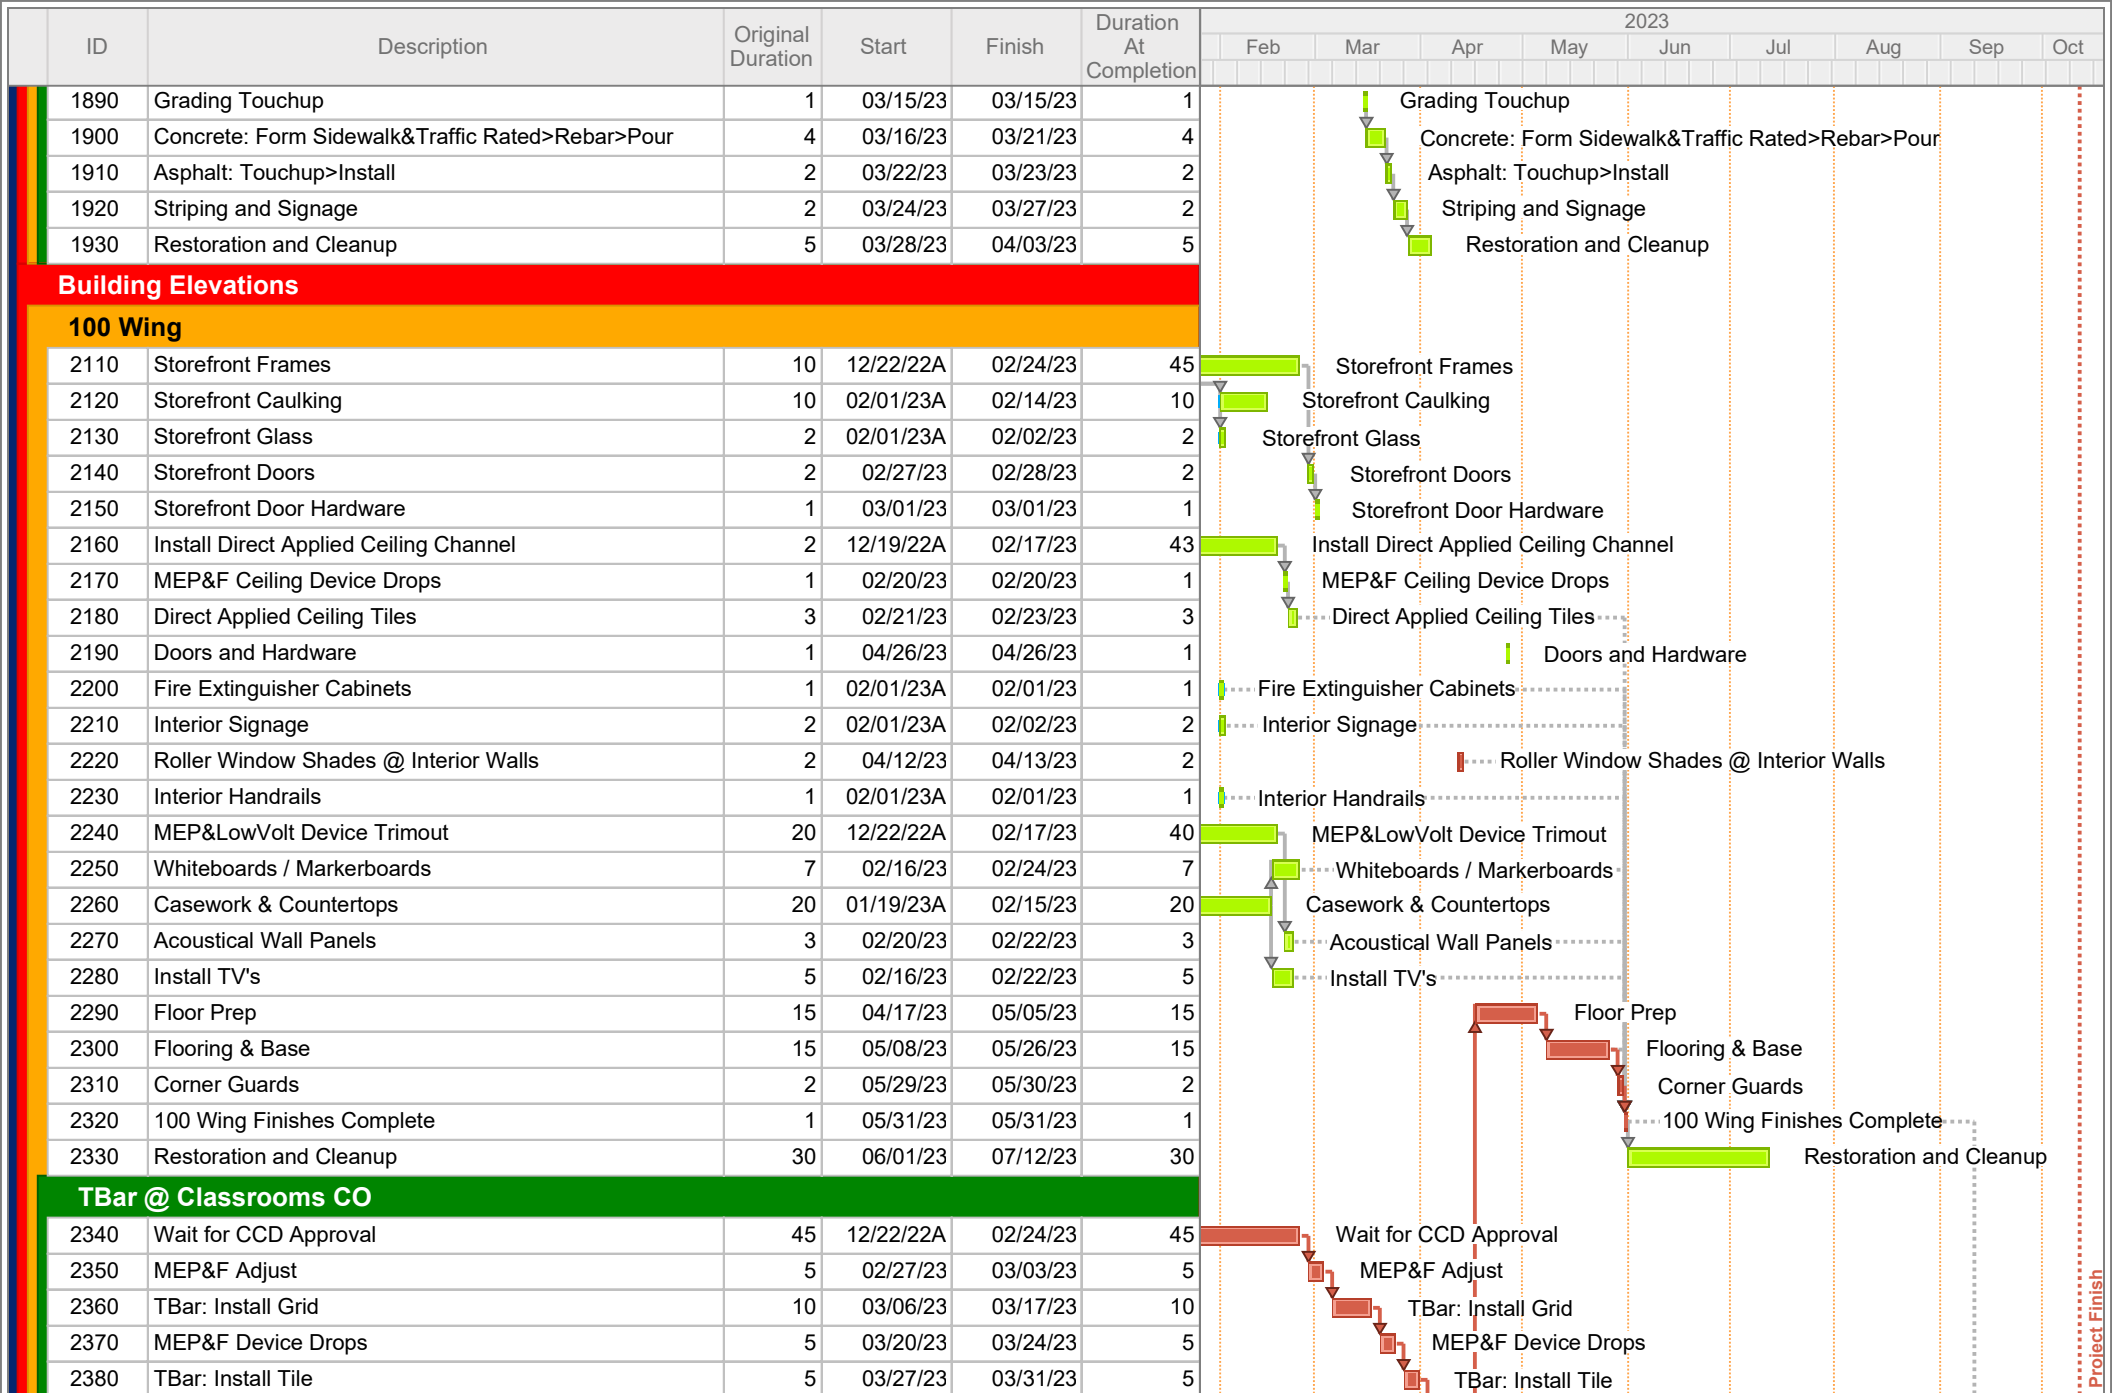 ID Description Original Duration Start Finish Duration At Completion 2023
Feb Mar Apr May Jun Jul Aug Sep Oct
1890 Grading Touchup 1 03/15/23 03/15/23 1 Grading Touchup
1900 Concrete: Form Sidewalk&Traffic Rated>Rebar>Pour 4 03/16/23 03/21/23 4 Concrete: Form Sidewalk&Traffic Rated>Rebar>Pour
1910 Asphalt: Touchup>Install 2 03/22/23 03/23/23 2 Asphalt: Touchup>Install
1920 Striping and Signage 2 03/24/23 03/27/23 2 Striping and Signage
1930 Restoration and Cleanup 5 03/28/23 04/03/23 5 Restoration and Cleanup
Building Elevations
100 Wing
2110 Storefront Frames 10 12/22/22A 02/24/23 45 Storefront Frames
2120 Storefront Caulking 10 02/01/23A 02/14/23 10 Storefront Caulking
2130 Storefront Glass 2 02/01/23A 02/02/23 2 Storefront Glass
2140 Storefront Doors 2 02/27/23 02/28/23 2 Storefront Doors
2150 Storefront Door Hardware 1 03/01/23 03/01/23 1 Storefront Door Hardware
2160 Install Direct Applied Ceiling Channel 2 12/19/22A 02/17/23 43 Install Direct Applied Ceiling Channel
2170 MEP&F Ceiling Device Drops 1 02/20/23 02/20/23 1 MEP&F Ceiling Device Drops
2180 Direct Applied Ceiling Tiles 3 02/21/23 02/23/23 3 Direct Applied Ceiling Tiles
2190 Doors and Hardware 1 04/26/23 04/26/23 1 Doors and Hardware
2200 Fire Extinguisher Cabinets 1 02/01/23A 02/01/23 1 Fire Extinguisher Cabinets
2210 Interior Signage 2 02/01/23A 02/02/23 2 Interior Signage
2220 Roller Window Shades @ Interior Walls 2 04/12/23 04/13/23 2 Roller Window Shades @ Interior Walls
2230 Interior Handrails 1 02/01/23A 02/01/23 1 Interior Handrails
2240 MEP&LowVolt Device Trimout 20 12/22/22A 02/17/23 40 MEP&LowVolt Device Trimout
2250 Whiteboards / Markerboards 7 02/16/23 02/24/23 7 Whiteboards / Markerboards
2260 Casework & Countertops 20 01/19/23A 02/15/23 20 Casework & Countertops
2270 Acoustical Wall Panels 3 02/20/23 02/22/23 3 Acoustical Wall Panels
2280 Install TV's 5 02/16/23 02/22/23 5 Install TV's
2290 Floor Prep 15 04/17/23 05/05/23 15 Floor Prep
2300 Flooring & Base 15 05/08/23 05/26/23 15 Flooring & Base
2310 Corner Guards 2 05/29/23 05/30/23 2 Corner Guards
2320 100 Wing Finishes Complete 1 05/31/23 05/31/23 1 100 Wing Finishes Complete
2330 Restoration and Cleanup 30 06/01/23 07/12/23 30 Restoration and Cleanup
TBar @ Classrooms CO
2340 Wait for CCD Approval 45 12/22/22A 02/24/23 45 Wait for CCD Approval
2350 MEP&F Adjust 5 02/27/23 03/03/23 5 MEP&F Adjust
2360 TBar: Install Grid 10 03/06/23 03/17/23 10 TBar: Install Grid
2370 MEP&F Device Drops 5 03/20/23 03/24/23 5 MEP&F Device Drops
2380 TBar: Install Tile 5 03/27/23 03/31/23 5 TBar: Install Tile
Project Finish